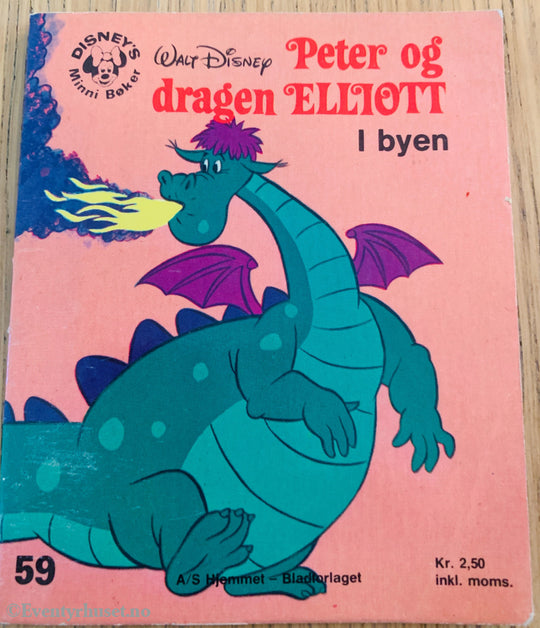 DISNEY'S
Minni Bøker
WALT DISNEY
Peter og
dragen ELLIOTT
I byen
59
A/S Hjemmet – Bladforlaget
Kr. 2,50
inkl. moms.
©Eventyrhuset.no